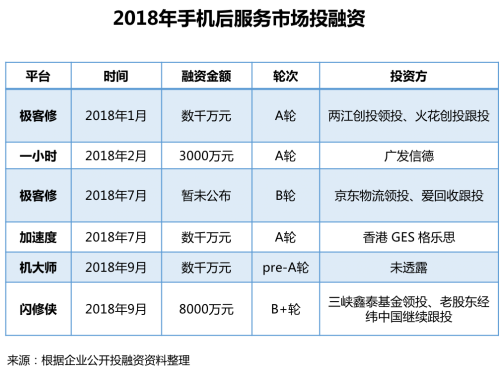 2018年手机后服务市场投融资
平台 时间 融资金额 轮次 投资方
极客修 2018年1月 数千万元 A轮 两江创投领投、火花创投跟投
一小时 2018年2月 3000万元 A轮 广发信德
极客修 2018年7月 暂未公布 B轮 京东物流领投、爱回收跟投
加速度 2018年7月 数千万元 A轮 香港 GES 格乐思
机大师 2018年9月 数千万元 pre-A轮 未透露
闪修侠 2018年9月 8000万元 B+轮 三峡鑫泰基金领投、老股东经
纬中国继续跟投
来源：根据企业公开投融资资料整理